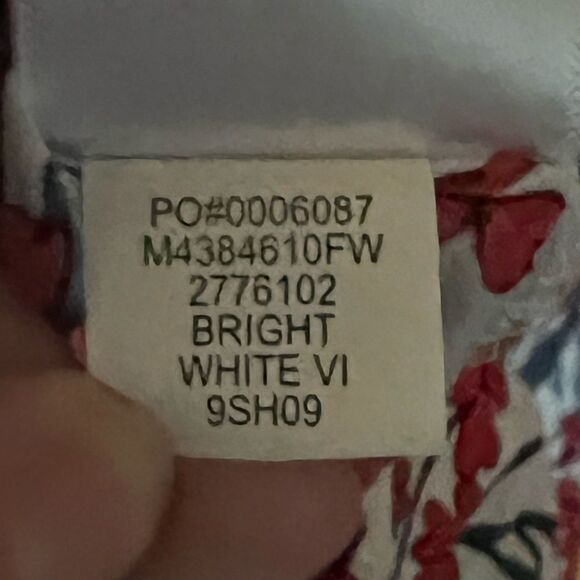 PO#0006087
M4384610FW
2776102
BRIGHT
WHITE VI
9SH09